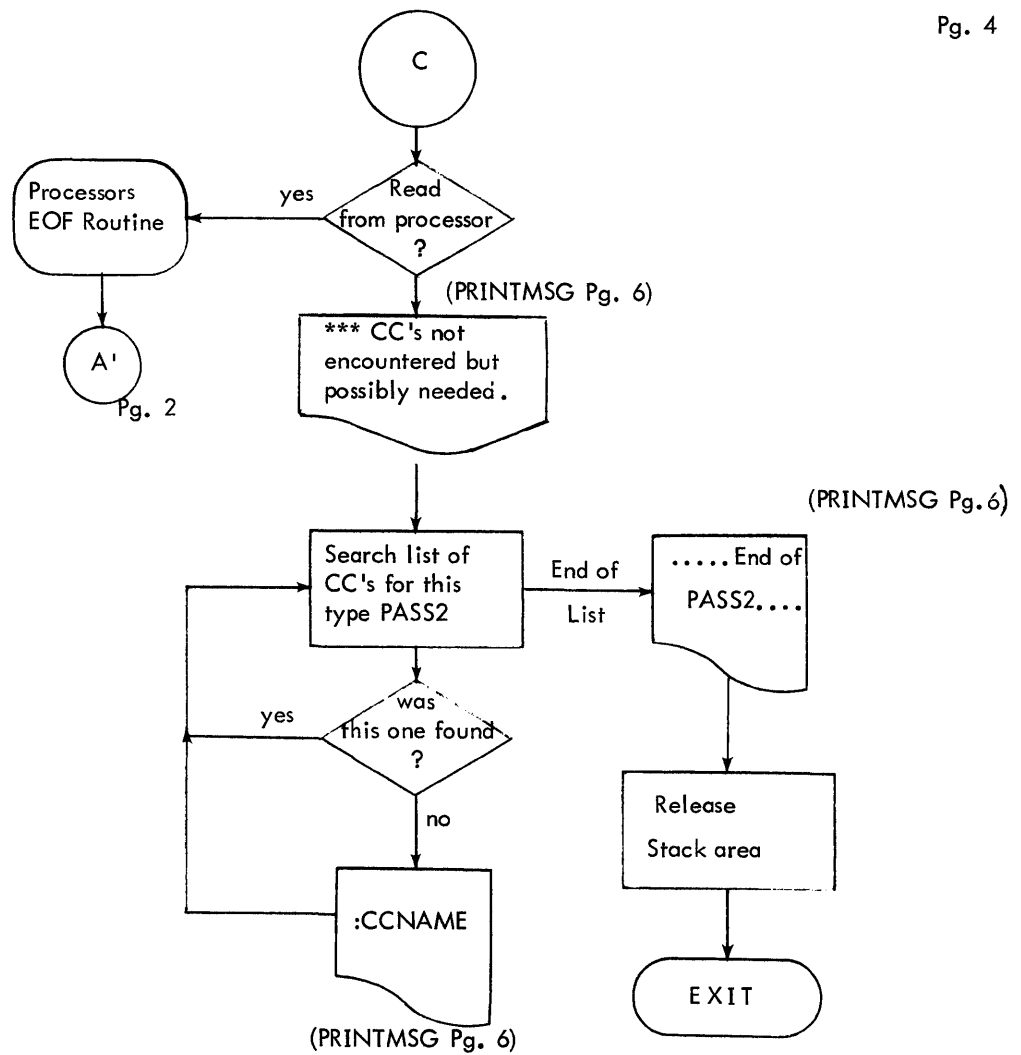 Pg. 4
C
Processors
EOF Routine
yes
Read
from processor
?
(PRINTMSG Pg. 6)
A'
Pg. 2
*** CC's not
encountered but
possibly needed.
(PRINTMSG Pg.6)
Search list of
CC's for this
type PASS2
End of
List
.....End of
PASS2....
yes
was
this one found
?
no
Release
Stack area
:CCNAME
EXIT
(PRINTMSG Pg. 6)